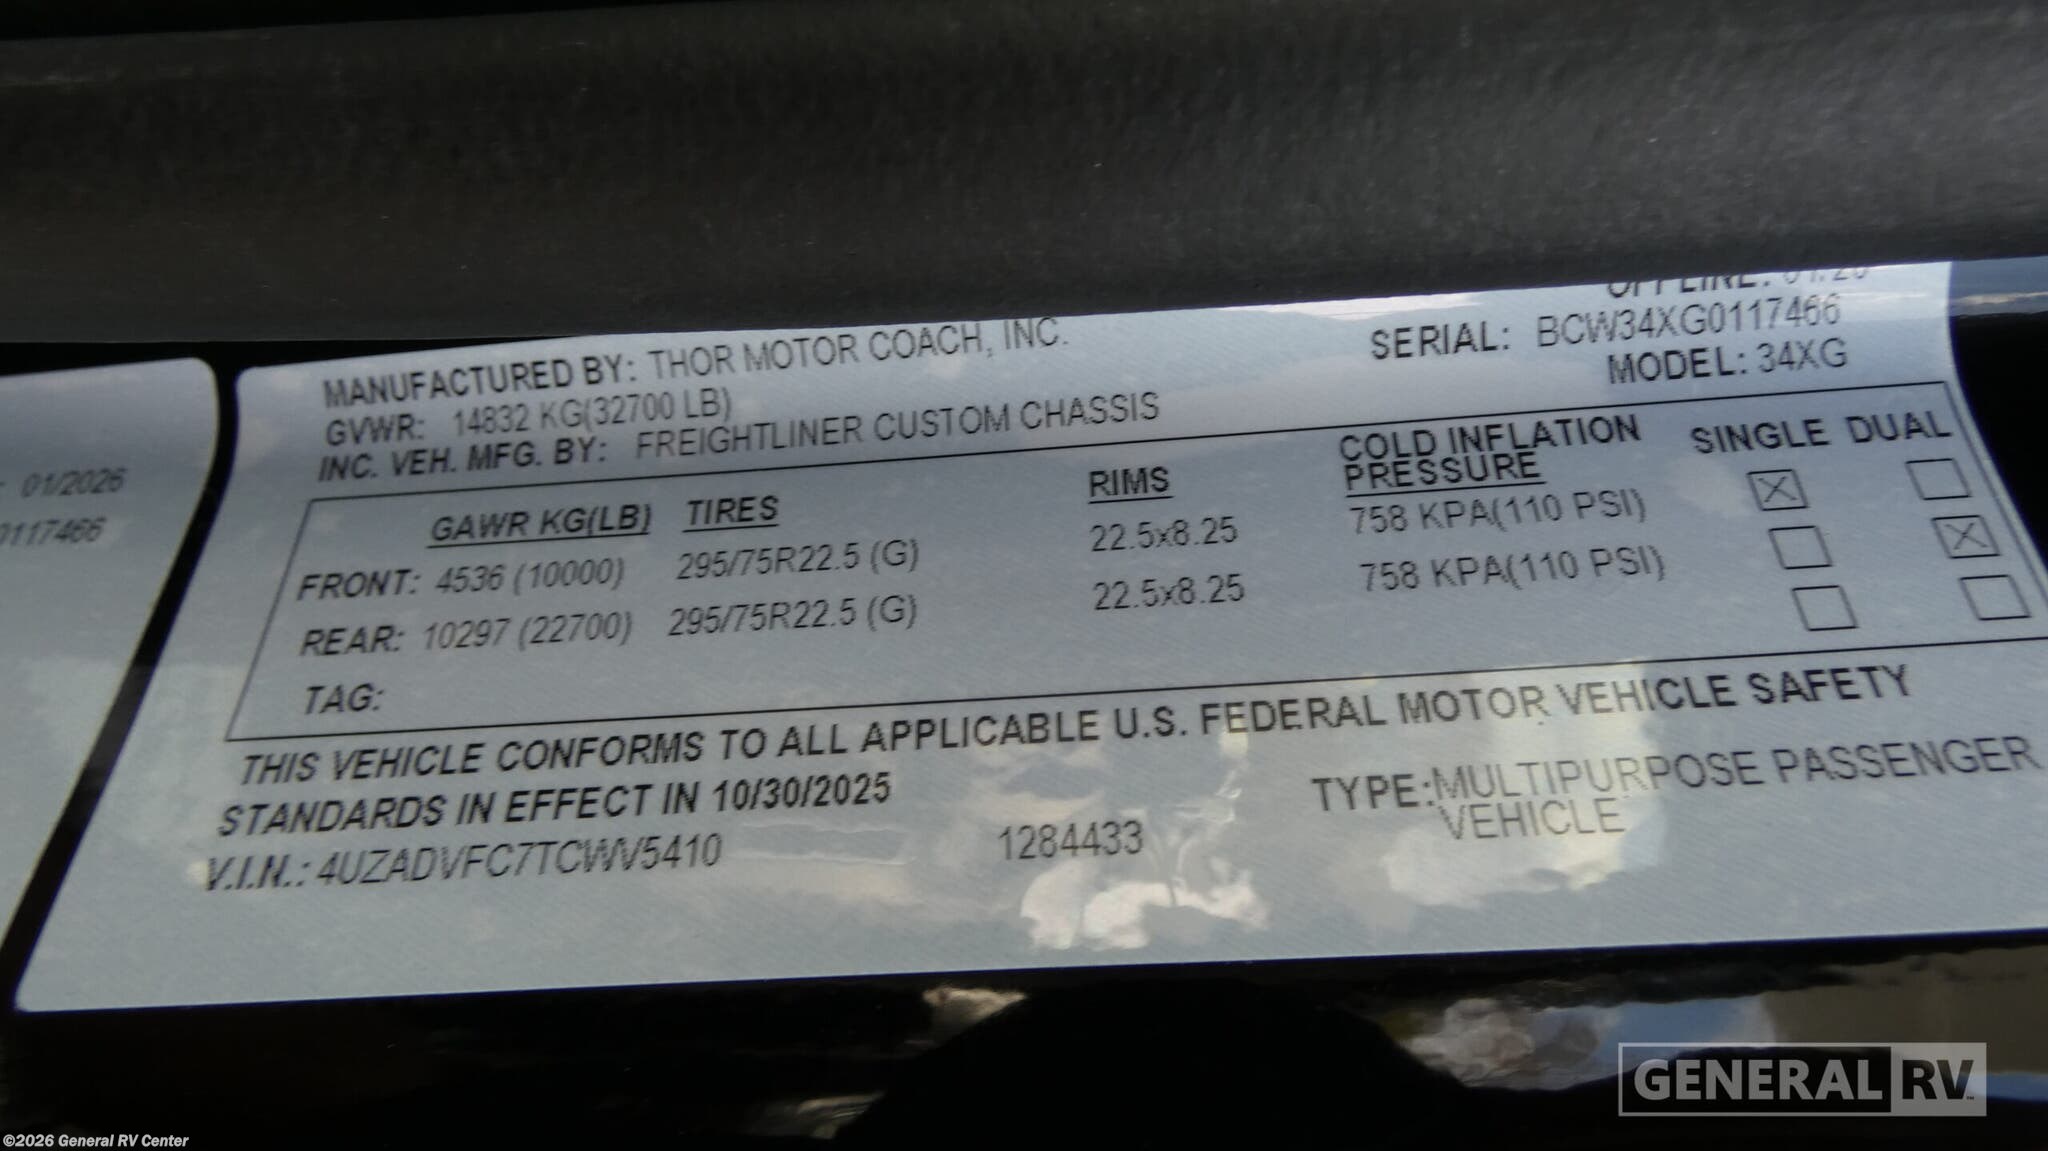 OFFLINE: 01/26
MANUFACTURED BY: THOR MOTOR COACH, INC.
SERIAL: BCW34XG0117466
GVWR: 14832 KG(32700 LB)
MODEL: 34XG
INC. VEH. MFG. BY: FREIGHTLINER CUSTOM CHASSIS
GAWR KG(LB) TIRES RIMS COLD INFLATION PRESSURE SINGLE DUAL
FRONT: 4536 (10000) 295/75R22.5 (G) 22.5x8.25 758 KPA(110 PSI)
REAR: 10297 (22700) 295/75R22.5 (G) 22.5x8.25 758 KPA(110 PSI)
TAG:
THIS VEHICLE CONFORMS TO ALL APPLICABLE U.S. FEDERAL MOTOR VEHICLE SAFETY
STANDARDS IN EFFECT IN 10/30/2025
V.I.N.: 4UZADVFC7TCWV5410 1284433 TYPE:MULTIPURPOSE PASSENGER
VEHICLE
01/2026
0117466
GENERAL RV
©2026 General RV Center